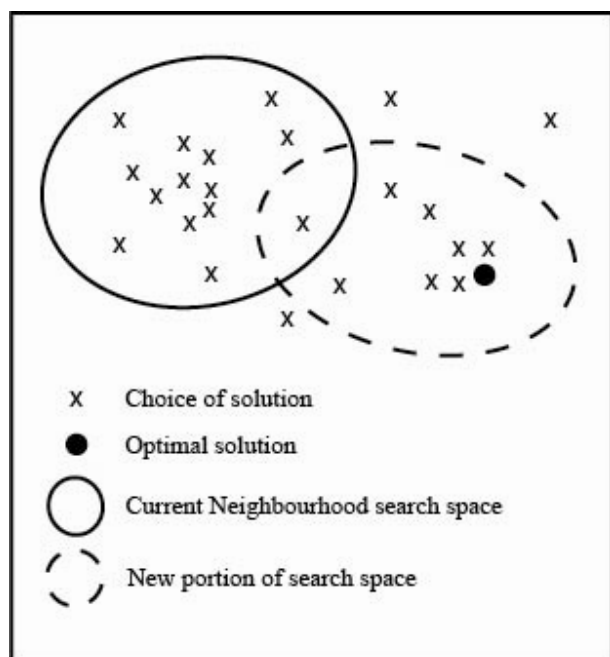 x Choice of solution
Optimal solution
Current Neighbourhood search space
New portion of search space